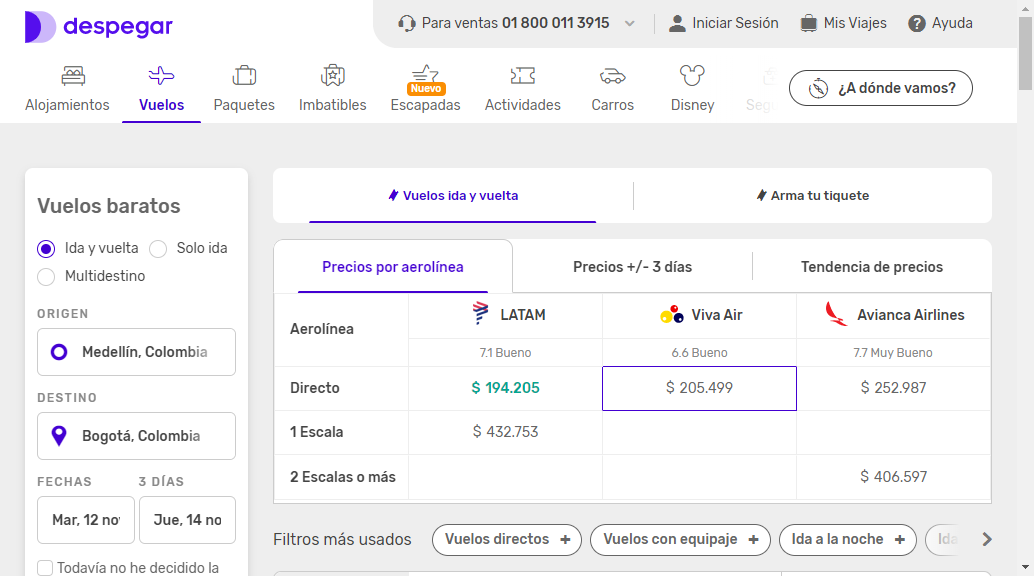 despegar
Para ventas 01 800 011 3915
Iniciar Sesión
Mis Viajes
Ayuda
Alojamientos
Vuelos
Paquetes
Imbatibles
Nuevo
Escapadas
Actividades
Carros
Disney
¿A dónde vamos?
Vuelos baratos
Ida y vuelta
Solo ida
Multidestino
ORIGEN
Medellín, Colombia
DESTINO
Bogotá, Colombia
FECHAS
3 DÍAS
Mar, 12 nov
Jue, 14 no
Todavía no he decidido la
Vuelos ida y vuelta
Arma tu tiquete
Precios por aerolínea
Precios +/- 3 días
Tendencia de precios
Aerolínea
LATAM
Viva Air
Avianca Airlines
7.1 Bueno
6.6 Bueno
7.7 Muy Bueno
Directo
$ 194.205
$ 205.499
$ 252.987
1 Escala
$ 432.753
2 Escalas o más
$ 406.597
Filtros más usados
Vuelos directos +
Vuelos con equipaje +
Ida a la noche +
Ida